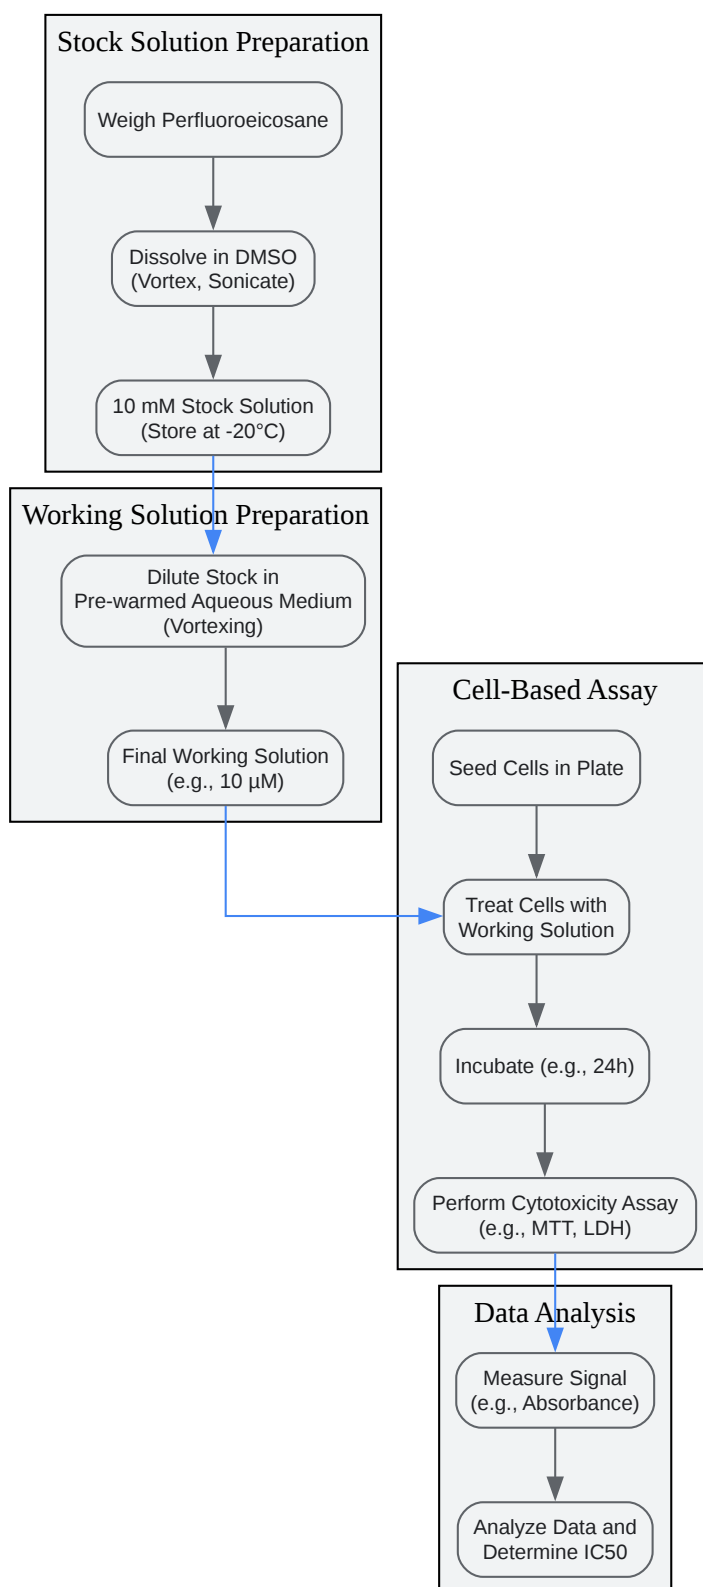 Stock Solution Preparation
Weigh Perfluoroeicosane
Dissolve in DMSO
(Vortex, Sonicate)
10 mM Stock Solution
(Store at -20°C)
Working Solution Preparation
Dilute Stock in
Pre-warmed Aqueous Medium
(Vortexing)
Final Working Solution
(e.g., 10 µM)
Cell-Based Assay
Seed Cells in Plate
Treat Cells with
Working Solution
Incubate (e.g., 24h)
Perform Cytotoxicity Assay
(e.g., MTT, LDH)
Data Analysis
Measure Signal
(e.g., Absorbance)
Analyze Data and
Determine IC50